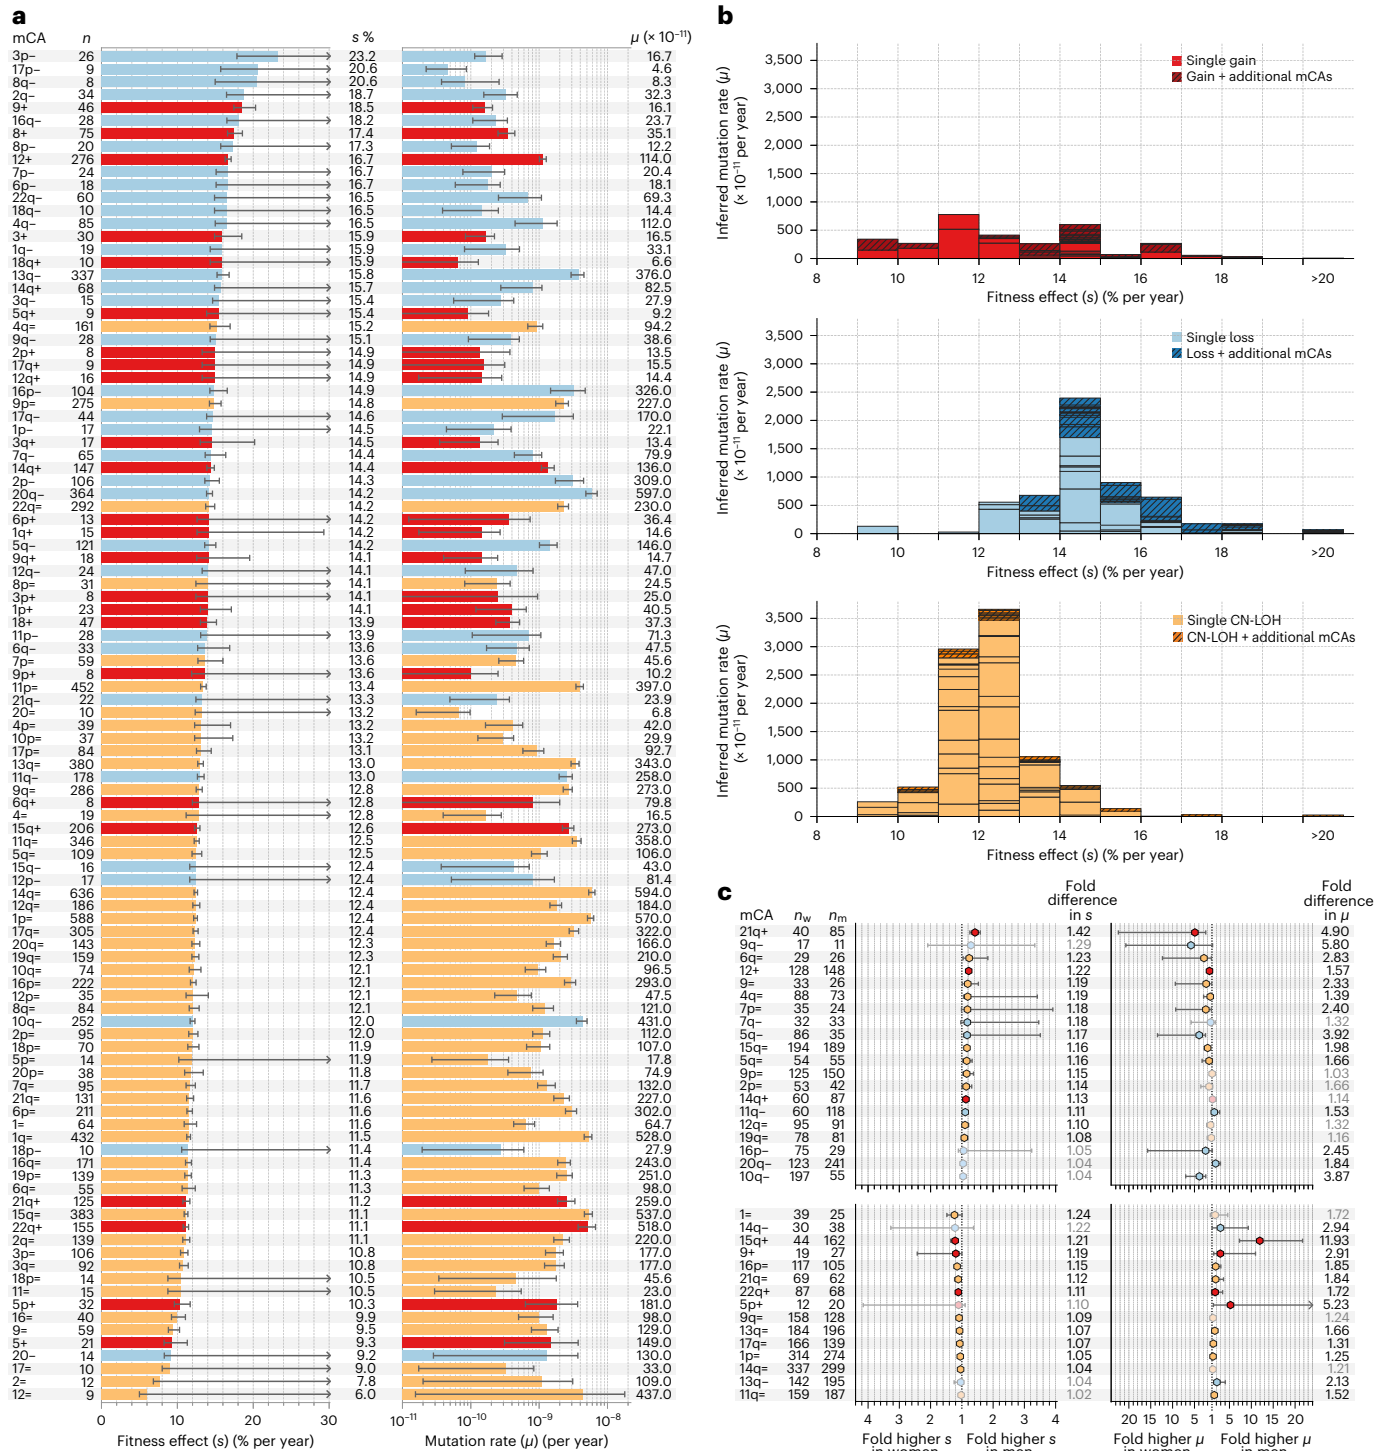 a
mCA n s % μ (× 10⁻¹¹)
3p− 26 23.2 16.7
17p− 9 20.6 4.6
8q− 8 20.6 8.3
2q− 34 18.7 32.3
9+ 46 18.5 16.1
16q− 28 18.2 23.7
8+ 75 17.4 35.1
8p− 20 17.3 12.2
12+ 276 16.7 114.0
7p− 24 16.7 20.4
6p− 18 16.7 18.1
22q− 60 16.5 69.3
18q− 10 16.5 14.4
4q− 85 16.5 112.0
3+ 30 15.9 16.5
1q− 19 15.9 33.1
18q+ 10 15.9 6.6
13q− 337 15.8 376.0
14q+ 68 15.7 82.5
3q− 15 15.4 27.9
5q+ 9 15.4 9.2
4q= 161 15.2 94.2
9q− 28 15.1 38.6
2p+ 8 14.9 13.5
17q+ 9 14.9 15.5
12q+ 16 14.9 14.4
16p− 104 14.9 326.0
9p= 275 14.8 227.0
17q− 44 14.6 170.0
1p− 17 14.5 22.1
3q+ 17 14.5 13.4
7q− 65 14.4 79.9
14q+ 147 14.4 136.0
2p− 106 14.3 309.0
20q− 364 14.2 597.0
22q= 292 14.2 230.0
6p+ 13 14.2 36.4
1q+ 15 14.2 14.6
5q− 121 14.2 146.0
9q+ 18 14.1 14.7
12q− 24 14.1 47.0
8p= 31 14.1 24.5
3p+ 8 14.1 25.0
1p+ 23 14.1 40.5
18+ 47 13.9 37.3
11p− 28 13.9 71.3
6q− 33 13.6 47.5
7p= 59 13.6 45.6
9p+ 8 13.6 10.2
11p= 452 13.4 397.0
21q− 22 13.3 23.9
20= 10 13.2 6.8
4p= 39 13.2 42.0
10p= 37 13.2 29.9
17p= 84 13.1 92.7
13q= 380 13.0 343.0
11q− 178 13.0 258.0
9q= 286 12.8 273.0
6q+ 8 12.8 79.8
4= 19 12.8 16.5
15q+ 206 12.6 273.0
11q= 346 12.5 358.0
5q= 109 12.5 106.0
15q− 16 12.4 43.0
12p− 17 12.4 81.4
14q= 636 12.4 594.0
12q= 186 12.4 184.0
1p= 588 12.4 570.0
17q= 305 12.4 322.0
20q= 143 12.3 166.0
19q= 159 12.3 210.0
10q= 74 12.1 96.5
16p= 222 12.1 293.0
12p= 35 12.1 47.5
8q= 84 12.1 121.0
10q− 252 12.0 431.0
2p= 95 12.0 112.0
18p= 70 11.9 107.0
5p= 14 11.9 17.8
20p= 38 11.8 74.9
7q= 95 11.7 132.0
21q= 131 11.6 227.0
6p= 211 11.6 302.0
1= 64 11.6 64.7
1q= 432 11.5 528.0
18p− 10 11.4 27.9
16q= 171 11.4 243.0
19p= 139 11.3 251.0
6q= 55 11.3 98.0
21q+ 125 11.2 259.0
15q= 383 11.1 537.0
22q+ 155 11.1 518.0
2q= 139 11.1 220.0
3p= 106 10.8 177.0
3q= 92 10.8 177.0
18p= 14 10.5 45.6
11= 15 10.5 23.0
5p+ 32 10.3 181.0
16= 40 9.9 98.0
9= 59 9.5 129.0
5+ 21 9.3 149.0
20− 14 9.2 130.0
17= 10 9.0 33.0
2= 12 7.8 109.0
12= 9 6.0 437.0
0 10 20 30 10⁻¹¹ 10⁻¹⁰ 10⁻⁹ 10⁻⁸
Fitness effect (s) (% per year) Mutation rate (μ) (per year)
b
Inferred mutation rate (μ)
(× 10⁻¹¹ per year)
3,500
3,000
2,500
2,000
1,500
1,000
500
0
Single gain
Gain + additional mCAs
8 10 12 14 16 18 >20
Fitness effect (s) (% per year)
Inferred mutation rate (μ)
(× 10⁻¹¹ per year)
3,500
3,000
2,500
2,000
1,500
1,000
500
0
Single loss
Loss + additional mCAs
8 10 12 14 16 18 >20
Fitness effect (s) (% per year)
Inferred mutation rate (μ)
(× 10⁻¹¹ per year)
3,500
3,000
2,500
2,000
1,500
1,000
500
0
Single CN-LOH
CN-LOH + additional mCAs
8 10 12 14 16 18 >20
Fitness effect (s) (% per year)
c
mCA n_w n_m Fold difference in s Fold difference in μ
21q+ 40 85 1.42 4.90
9q− 17 11 1.29 5.80
6q= 29 26 1.23 2.83
12+ 128 148 1.22 1.57
9= 33 26 1.19 2.33
4q= 88 73 1.19 1.39
7p= 35 24 1.18 2.40
7q− 32 33 1.18 1.32
5q− 86 35 1.17 3.92
15q= 194 189 1.16 1.98
5q= 54 55 1.16 1.66
9p= 125 150 1.15 1.03
2p= 53 42 1.14 1.66
14q+ 60 87 1.13 1.14
11q− 60 118 1.11 1.53
12q= 95 91 1.10 1.32
19q= 78 81 1.08 1.16
16p− 75 29 1.05 2.45
20q− 123 241 1.04 1.84
10q− 197 55 1.04 3.87
1= 39 25 1.24 1.72
14q− 30 38 1.22 2.94
15q+ 44 162 1.21 11.93
9+ 19 27 1.19 2.91
16p= 117 105 1.15 1.85
21q= 69 62 1.12 1.84
22q+ 87 68 1.11 1.72
5p+ 12 20 1.10 5.23
9q= 158 128 1.09 1.24
13q= 184 196 1.07 1.66
17q= 166 139 1.07 1.31
1p= 314 274 1.05 1.25
14q= 337 299 1.04 1.21
13q− 142 195 1.04 2.13
11q= 159 187 1.02 1.52
4 3 2 1 2 3 4 20 15 10 5 1 5 10 15 20
Fold higher s in women Fold higher s in men Fold higher μ in women Fold higher μ in men